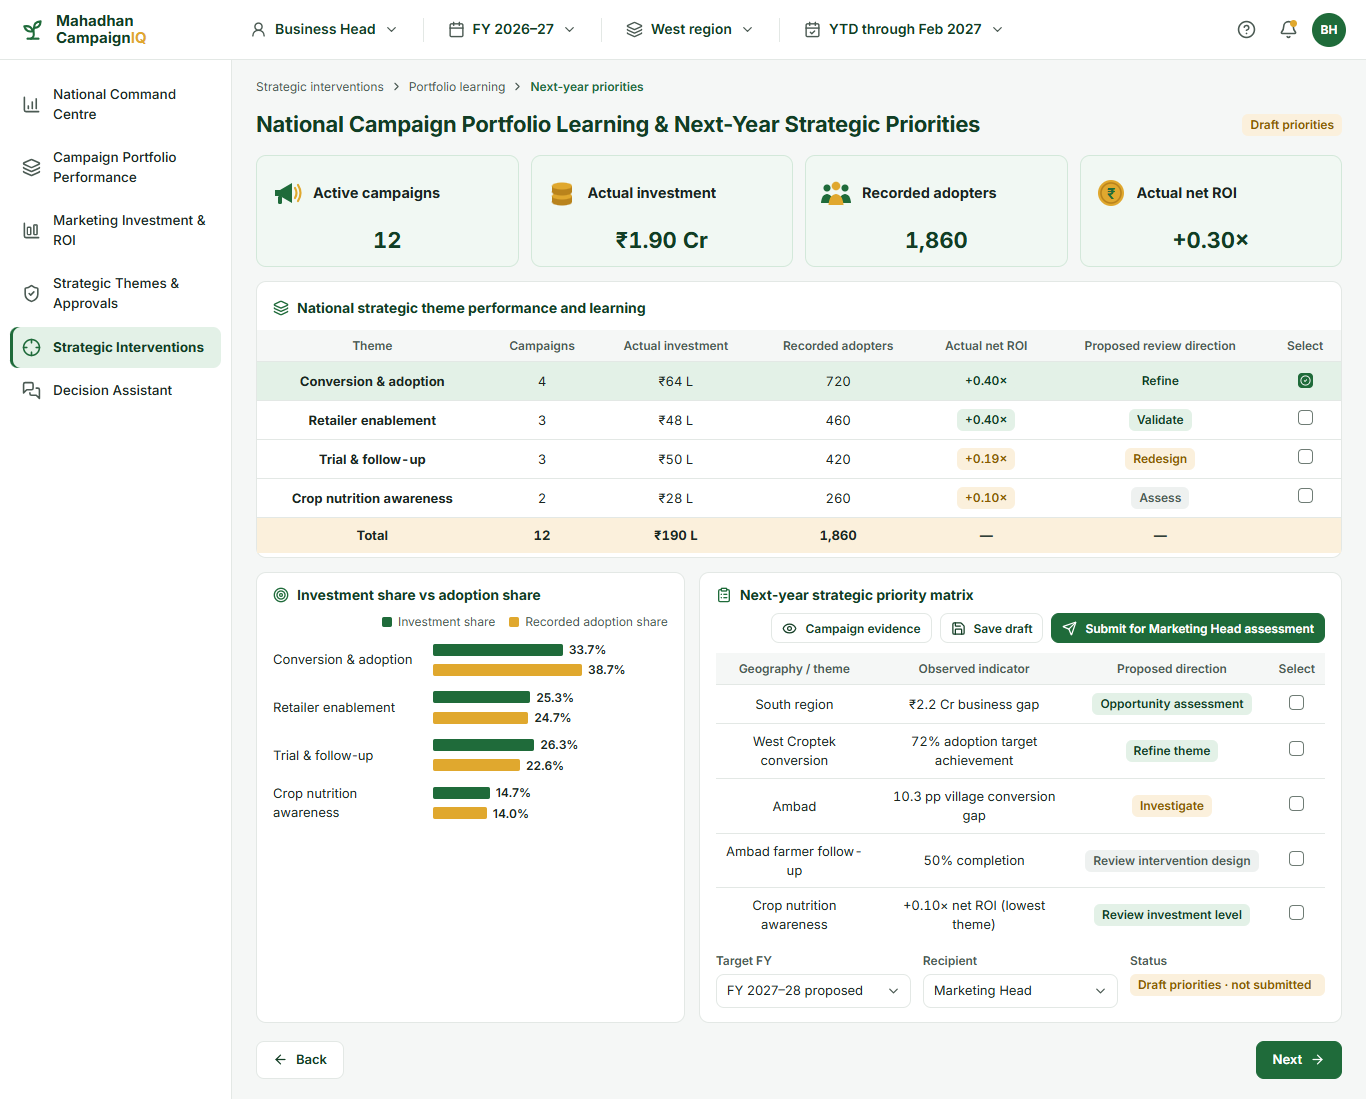 Mahadhan
CampaignIQ
Business Head
FY 2026–27
West region
YTD through Feb 2027
BH
National Command
Centre
Campaign Portfolio
Performance
Marketing Investment &
ROI
Strategic Themes &
Approvals
Strategic Interventions
Decision Assistant
Strategic interventions > Portfolio learning > Next-year priorities
National Campaign Portfolio Learning & Next-Year Strategic Priorities
Draft priorities
Active campaigns
12
Actual investment
₹1.90 Cr
Recorded adopters
1,860
₹
Actual net ROI
+0.30×
National strategic theme performance and learning
Theme Campaigns Actual investment Recorded adopters Actual net ROI Proposed review direction Select
Conversion & adoption 4 ₹64 L 720 +0.40× Refine
Retailer enablement 3 ₹48 L 460 +0.40× Validate
Trial & follow-up 3 ₹50 L 420 +0.19× Redesign
Crop nutrition awareness 2 ₹28 L 260 +0.10× Assess
Total 12 ₹190 L 1,860 — —
Investment share vs adoption share
Investment share Recorded adoption share
Conversion & adoption 33.7%
38.7%
Retailer enablement 25.3%
24.7%
Trial & follow-up 26.3%
22.6%
Crop nutrition
awareness
14.7%
14.0%
Next-year strategic priority matrix
Campaign evidence
Save draft
Submit for Marketing Head assessment
Geography / theme Observed indicator Proposed direction Select
South region ₹2.2 Cr business gap Opportunity assessment
West Croptek
conversion
72% adoption target
achievement
Refine theme
Ambad
10.3 pp village conversion
gap
Investigate
Ambad farmer follow-
up
50% completion
Review intervention design
Crop nutrition
awareness
+0.10× net ROI (lowest
theme)
Review investment level
Target FY
FY 2027–28 proposed
Recipient
Marketing Head
Status
Draft priorities · not submitted
Back
Next